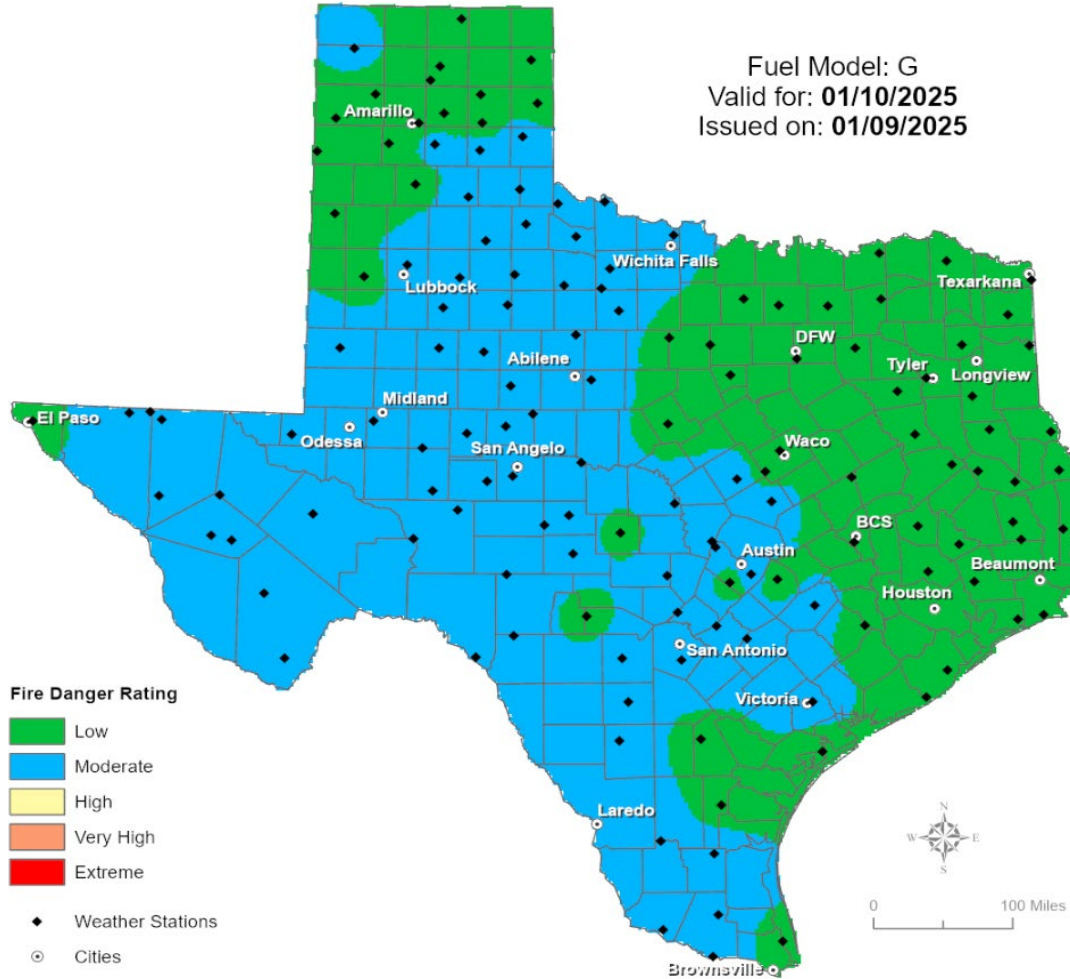 Fuel Model: G
Valid for: 01/10/2025
Issued on: 01/09/2025
Amarillo
Wichita Falls
Lubbock
Texarkana
DFW
Abilene
Tyler
Longview
Midland
El Paso
Odessa
San Angelo
Waco
BCS
Austin
Beaumont
Houston
San Antonio
Victoria
Fire Danger Rating
Low
Moderate
High
Very High
Extreme
Weather Stations
Cities
Laredo
Brownsville
N
W E
S
0 100 Miles